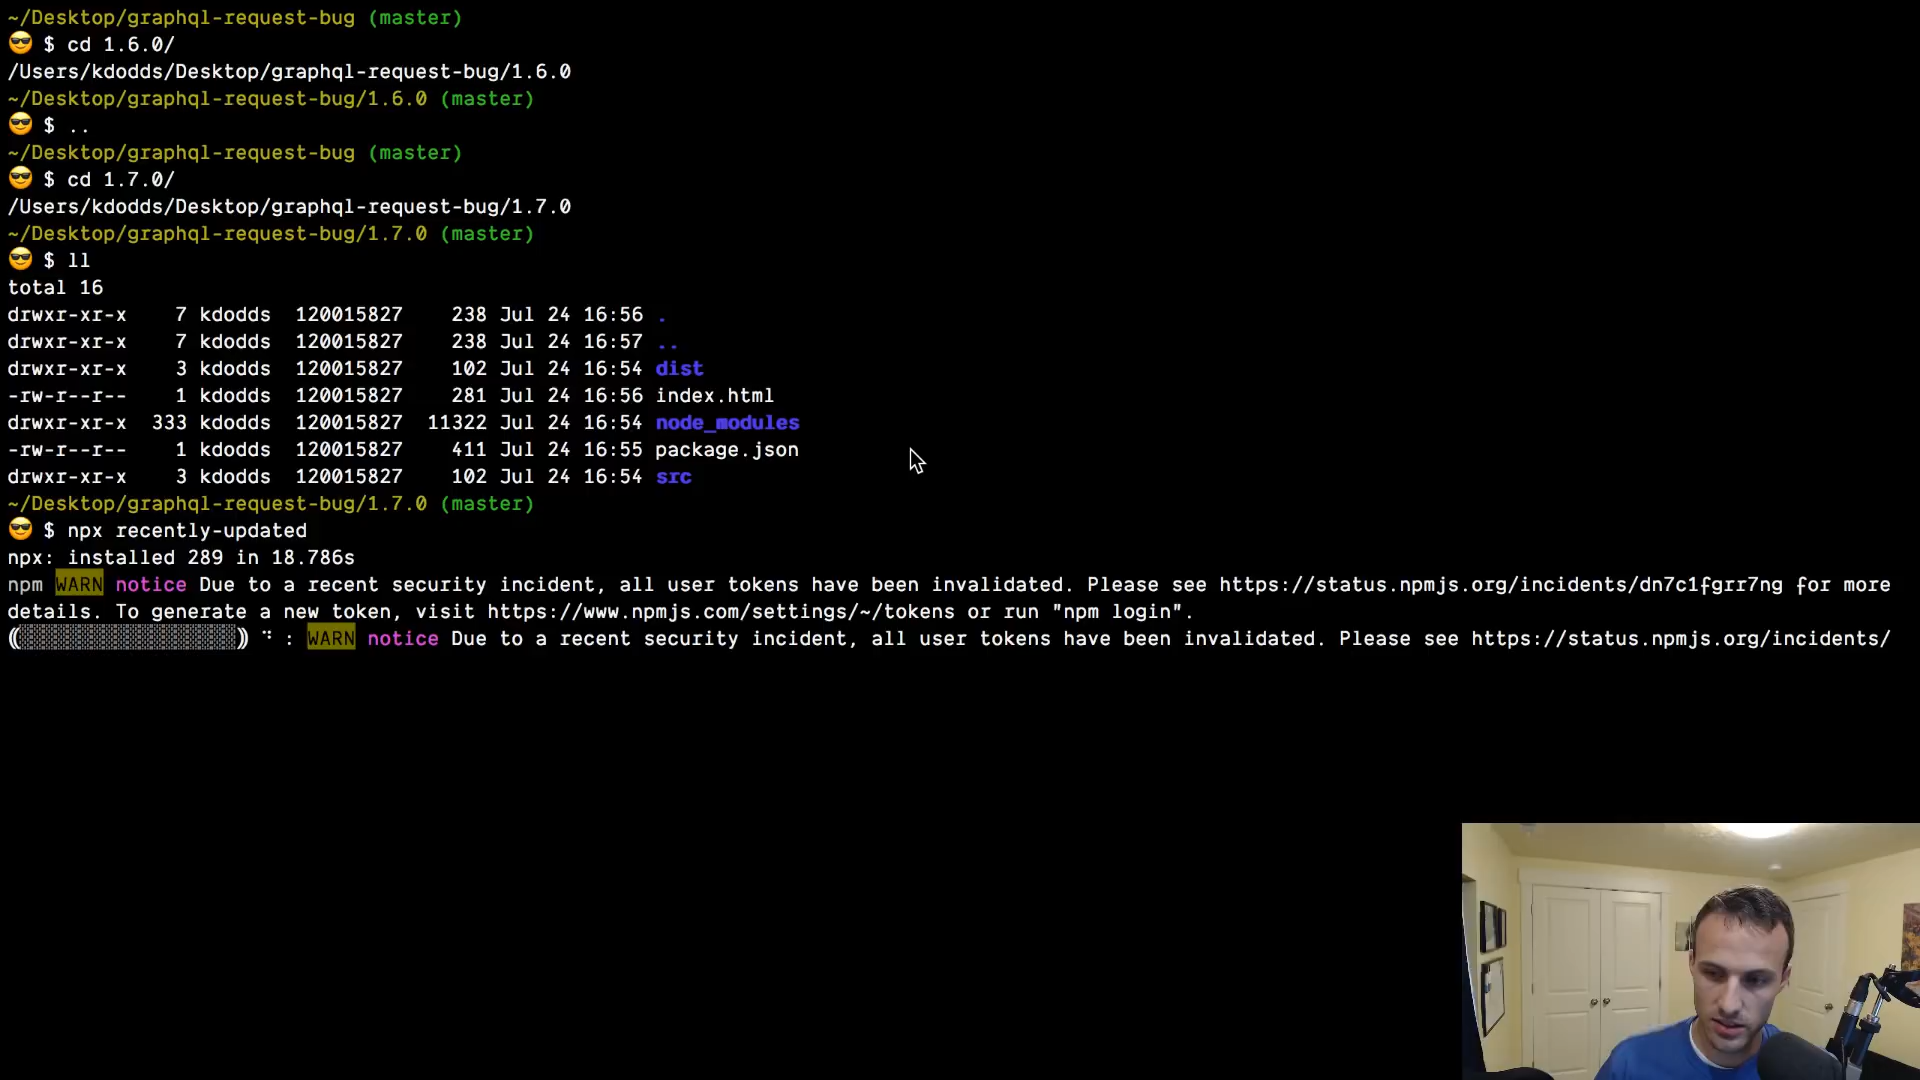 ~/Desktop/graphql-request-bug (master)
😎 $ cd 1.6.0/
/Users/kdodds/Desktop/graphql-request-bug/1.6.0
~/Desktop/graphql-request-bug/1.6.0 (master)
😎 $ ..
~/Desktop/graphql-request-bug (master)
😎 $ cd 1.7.0/
/Users/kdodds/Desktop/graphql-request-bug/1.7.0
~/Desktop/graphql-request-bug/1.7.0 (master)
😎 $ ll
total 16
drwxr-xr-x    7 kdodds  120015827    238 Jul 24 16:56 .
drwxr-xr-x    7 kdodds  120015827    238 Jul 24 16:57 ..
drwxr-xr-x    3 kdodds  120015827    102 Jul 24 16:54 dist
-rw-r--r--    1 kdodds  120015827    281 Jul 24 16:56 index.html
drwxr-xr-x  333 kdodds  120015827  11322 Jul 24 16:54 node_modules
-rw-r--r--    1 kdodds  120015827    411 Jul 24 16:55 package.json
drwxr-xr-x    3 kdodds  120015827    102 Jul 24 16:54 src
~/Desktop/graphql-request-bug/1.7.0 (master)
😎 $ npx recently-updated
npx: installed 289 in 18.786s
npm WARN notice Due to a recent security incident, all user tokens have been invalidated. Please see https://status.npmjs.org/incidents/dn7c1fgrr7ng for more
details. To generate a new token, visit https://www.npmjs.com/settings/~/tokens or run "npm login".
(░░░░░░░░░░░░░░░░░░) ⠙ : WARN notice Due to a recent security incident, all user tokens have been invalidated. Please see https://status.npmjs.org/incidents/